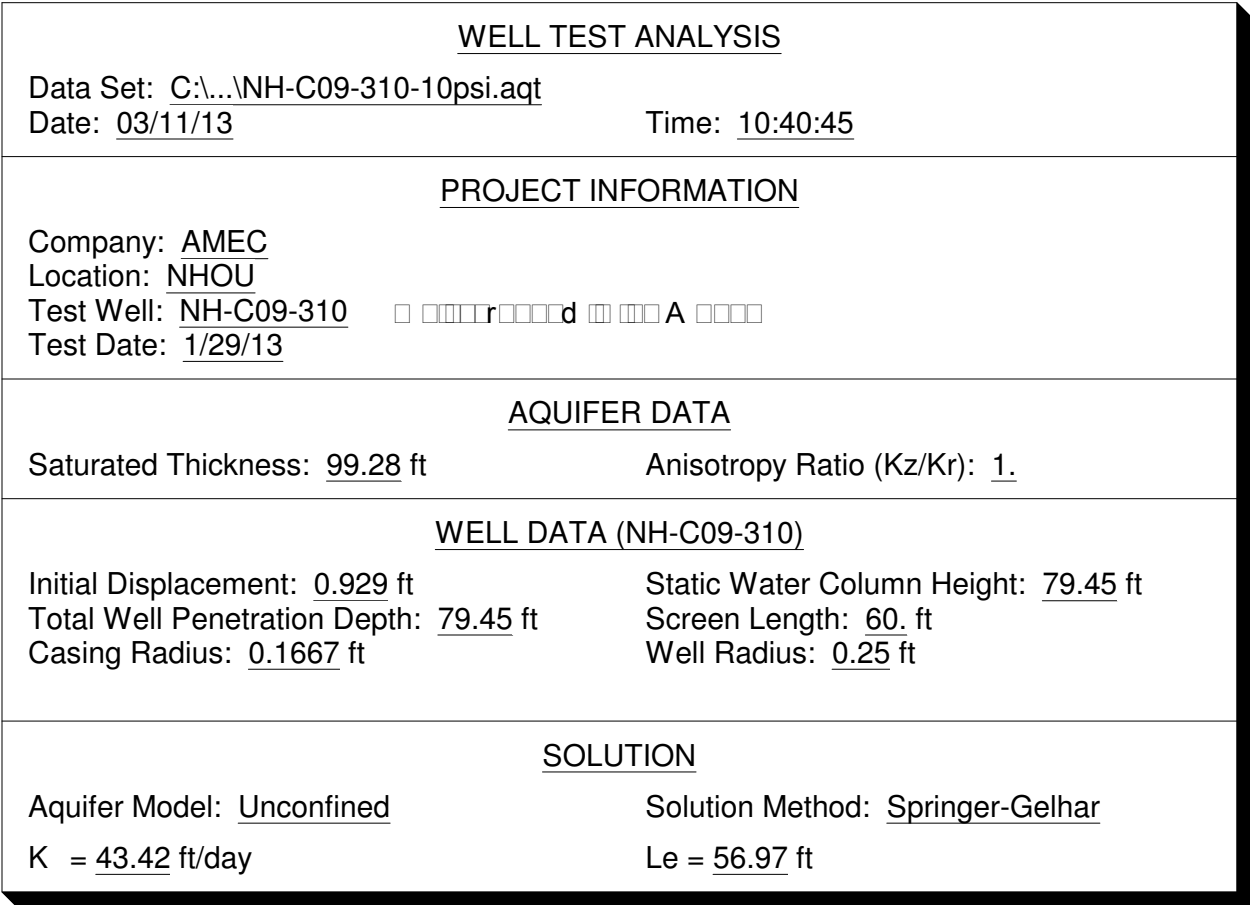 WELL TEST ANALYSIS
Data Set: C:\...\NH-C09-310-10psi.aqt
Date: 03/11/13 Time: 10:40:45
PROJECT INFORMATION
Company: AMEC
Location: NHOU
Test Well: NH-C09-310
Test Date: 1/29/13
AQUIFER DATA
Saturated Thickness: 99.28 ft Anisotropy Ratio (Kz/Kr): 1.
WELL DATA (NH-C09-310)
Initial Displacement: 0.929 ft Static Water Column Height: 79.45 ft
Total Well Penetration Depth: 79.45 ft Screen Length: 60. ft
Casing Radius: 0.1667 ft Well Radius: 0.25 ft
SOLUTION
Aquifer Model: Unconfined Solution Method: Springer-Gelhar
K = 43.42 ft/day Le = 56.97 ft